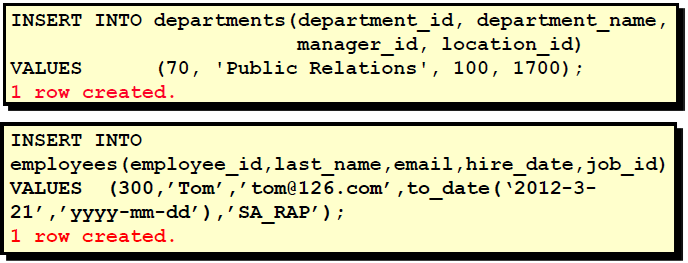 INSERT INTO departments(department_id, department_name,
manager_id, location_id)
VALUES (70, 'Public Relations', 100, 1700);
1 row created.
INSERT INTO
employees(employee_id,last_name,email,hire_date,job_id)
VALUES (300,’Tom’,’tom@126.com’,to_date(‘2012-3-
21’,’yyyy-mm-dd’),’SA_RAP’);
1 row created.